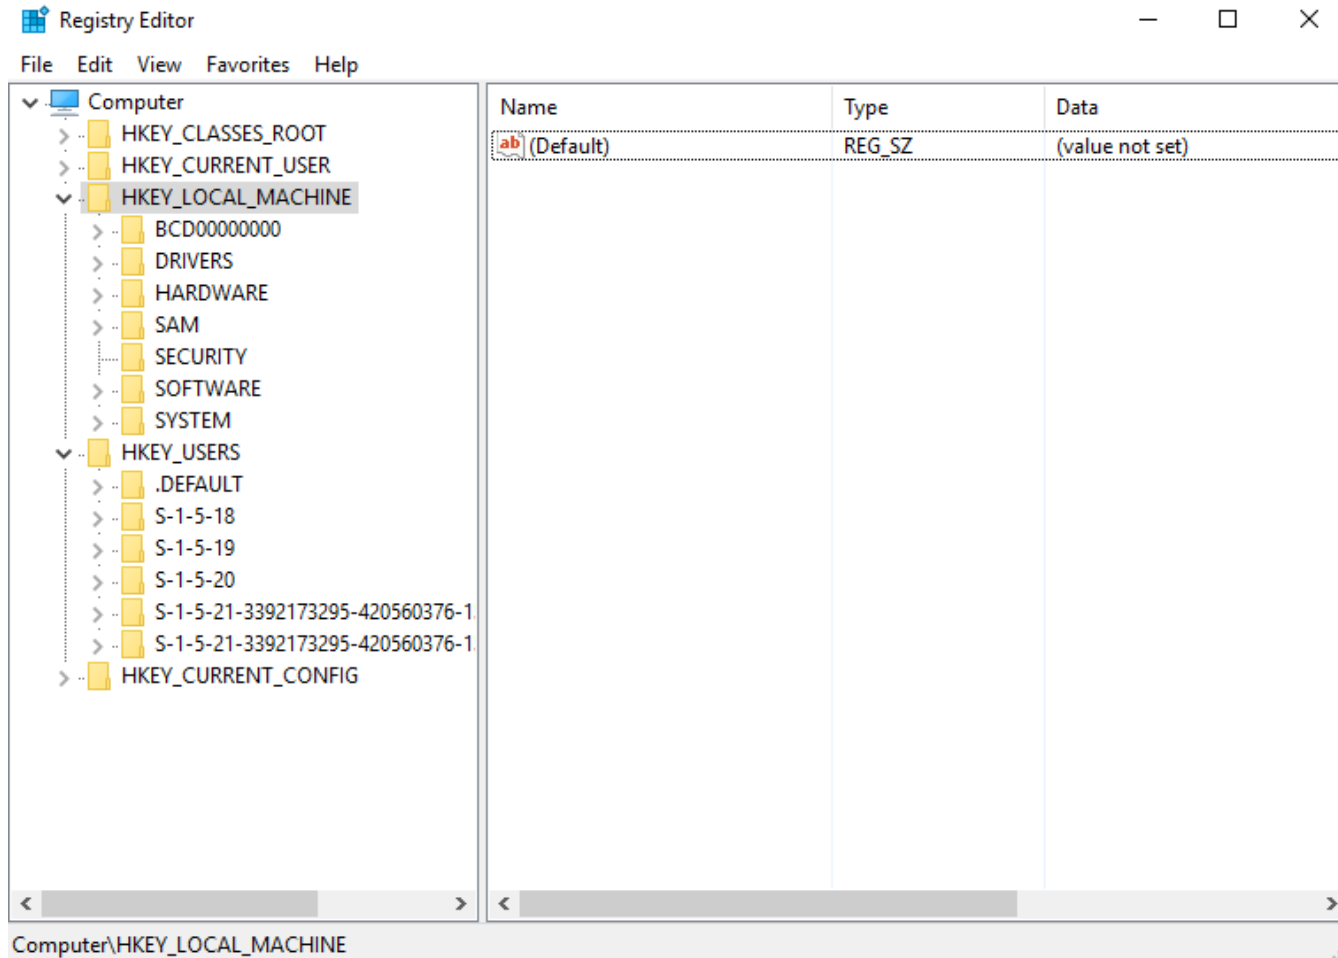 Registry Editor
File Edit View Favorites Help
Computer
HKEY_CLASSES_ROOT
HKEY_CURRENT_USER
HKEY_LOCAL_MACHINE
BCD00000000
DRIVERS
HARDWARE
SAM
SECURITY
SOFTWARE
SYSTEM
HKEY_USERS
.DEFAULT
S-1-5-18
S-1-5-19
S-1-5-20
S-1-5-21-3392173295-420560376-1
S-1-5-21-3392173295-420560376-1
HKEY_CURRENT_CONFIG
Name Type Data
ab (Default) REG_SZ (value not set)
Computer\HKEY_LOCAL_MACHINE